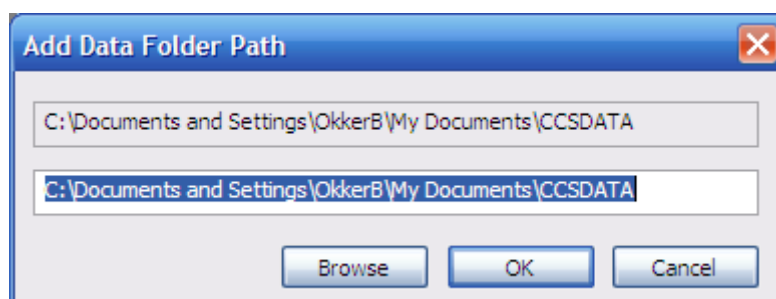 Add Data Folder Path
C:\Documents and Settings\OkkerB\My Documents\CCSDATA
C:\Documents and Settings\OkkerB\My Documents\CCSDATA
Browse OK Cancel